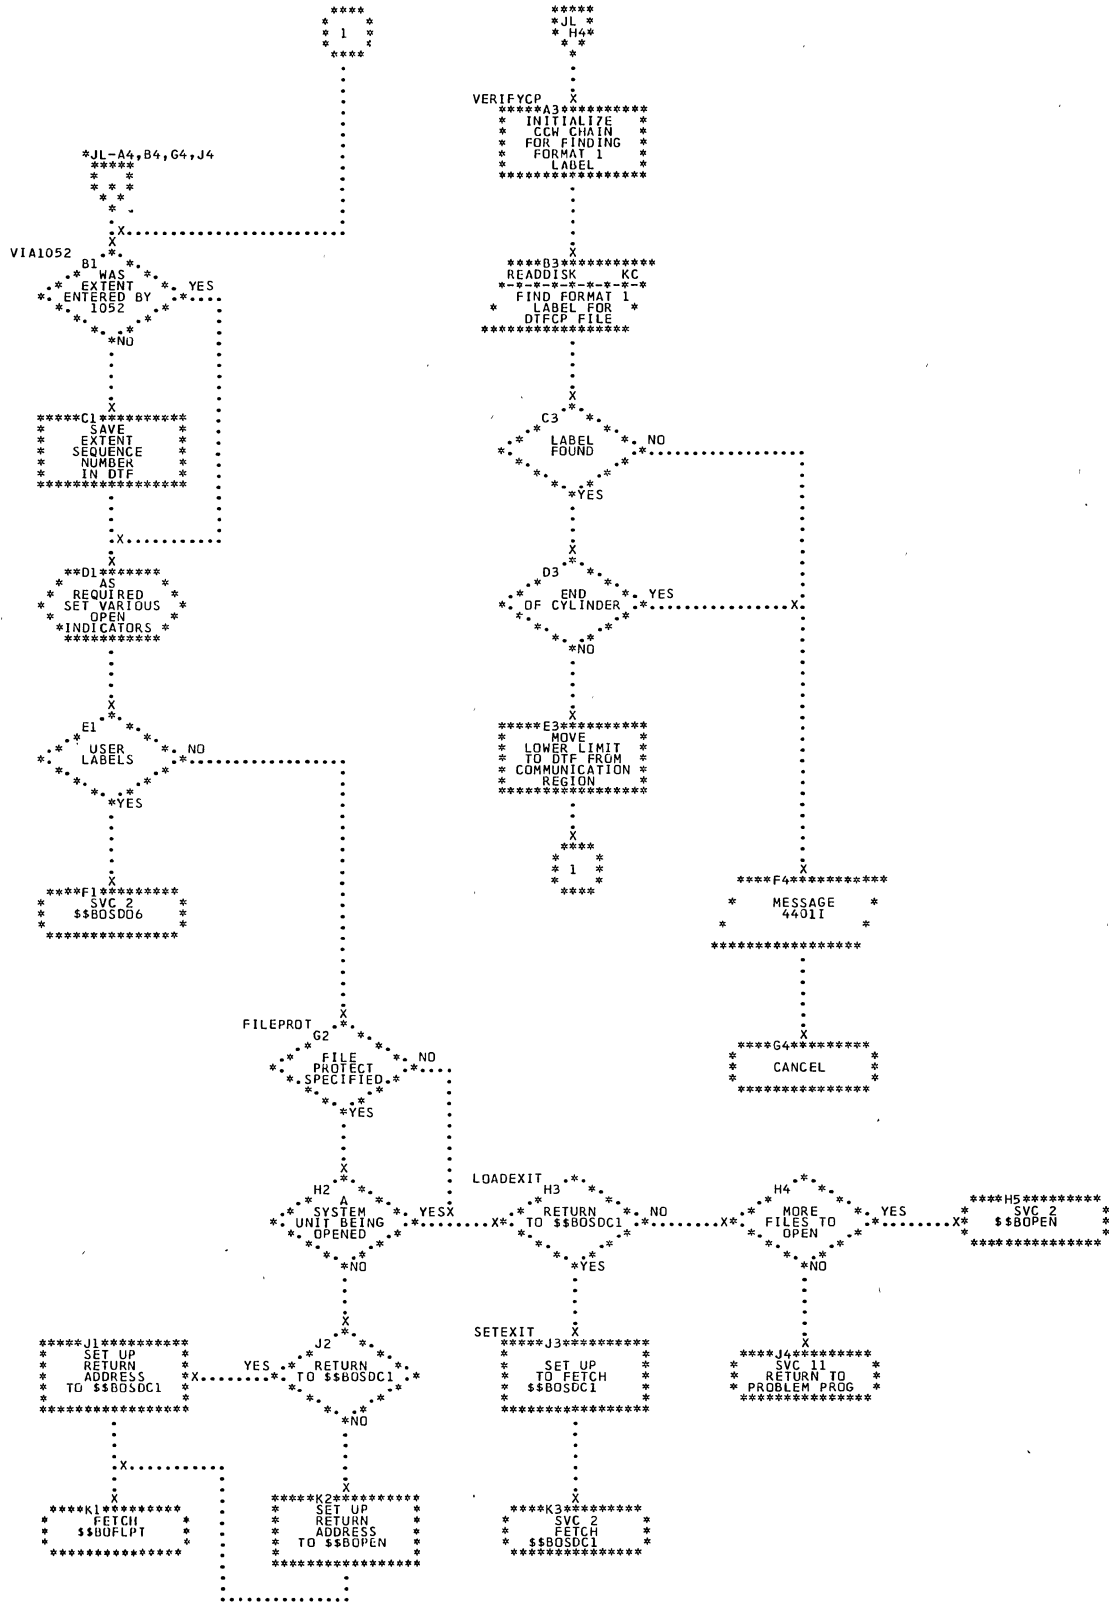 1
JL
H4
VERIFYCP
A3
INITIALIZE
CCW CHAIN
FOR FINDING
FORMAT 1
LABEL
*JL-A4,B4,G4,J4
VIA1052
B1
WAS
EXTENT
ENTERED BY
1052
YES
NO
B3
READDISK KC
FIND FORMAT 1
LABEL FOR
DTFCP FILE
C1
SAVE
EXTENT
SEQUENCE
NUMBER
IN DTF
C3
LABEL
FOUND
NO
YES
D1
AS
REQUIRED
SET VARIOUS
OPEN
INDICATORS
D3
END
OF CYLINDER
YES
NO
E1
USER
LABELS
NO
YES
E3
MOVE
LOWER LIMIT
TO DTF FROM
COMMUNICATION
REGION
1
F1
SVC 2
$$BOSD06
F4
MESSAGE
4401I
FILEPROT
G2
FILE
PROTECT
SPECIFIED
NO
YES
G4
CANCEL
H2
A
SYSTEM
UNIT BEING
OPENED
YES
NO
LOADEXIT
H3
RETURN
TO $$BOSDC1
NO
YES
H4
MORE
FILES TO
OPEN
YES
NO
H5
SVC 2
$$BOPEN
J1
SET UP
RETURN
ADDRESS
TO $$BOSDC1
J2
YES
RETURN
TO $$BOSDC1
NO
SETEXIT
J3
SET UP
TO FETCH
$$BOSDC1
J4
SVC 11
RETURN TO
PROBLEM PROG
K1
FETCH
$$BOFLPT
K2
SET UP
RETURN
ADDRESS
TO $$BOPEN
K3
SVC 2
FETCH
$$BOSDC1